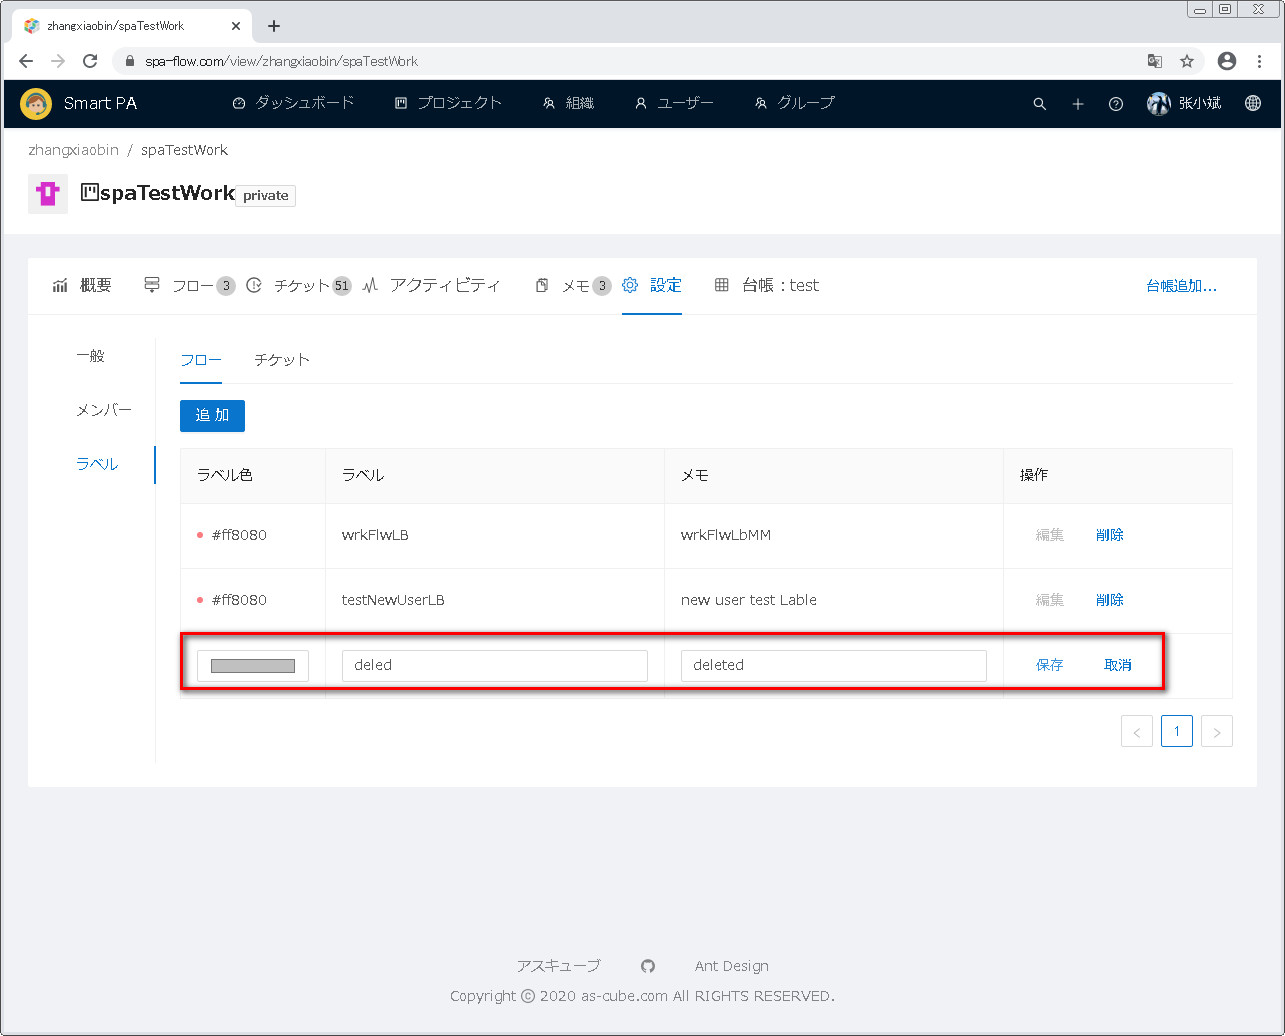 zhangxiaobin/spaTestWork
spa-flow.com/view/zhangxiaobin/spaTestWork
Smart PA ダッシュボード プロジェクト 組織 ユーザー グループ 张小斌
zhangxiaobin / spaTestWork
spaTestWork private
概要 フロー 3 チケット 51 アクティビティ メモ 3 設定 台帳：test 台帳追加...
一般
メンバー
ラベル
フロー チケット
追 加
ラベル色 ラベル メモ 操作
#ff8080 wrkFlwLB wrkFlwLbMM 編集 削除
#ff8080 testNewUserLB new user test Lable 編集 削除
deled deleted 保存 取消
< 1 >
アスキューブ Ant Design
Copyright © 2020 as-cube.com All RIGHTS RESERVED.